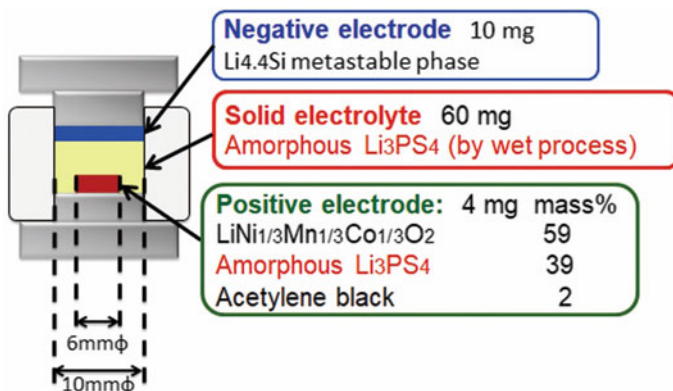 Negative electrode 10 mg
Li4.4Si metastable phase
Solid electrolyte 60 mg
Amorphous Li3PS4 (by wet process)
Positive electrode: 4 mg mass%
LiNi1/3Mn1/3Co1/3O2 59
Amorphous Li3PS4 39
Acetylene black 2
6mmϕ
10mmϕ